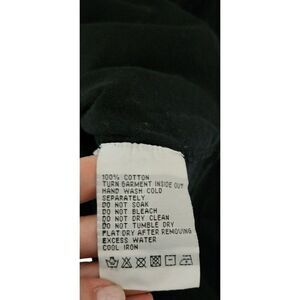 100% COTTON
TURN GARMENT INSIDE OUT
HAND WASH COLD
SEPARATELY
DO NOT SOAK
DO NOT BLEACH
DO NOT DRY CLEAN
DO NOT TUMBLE DRY
FLAT DRY AFTER REMOVING
EXCESS WATER
COOL IRON